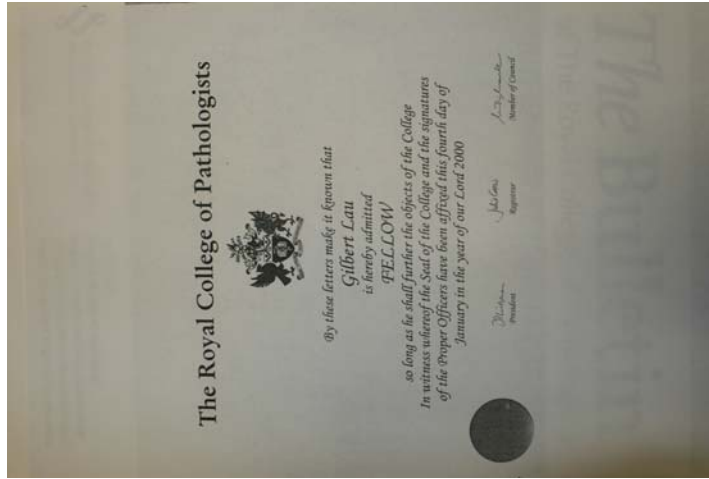 The Royal College of Pathologists
By these letters make it known that
Gilbert Lau
is hereby admitted
FELLOW
so long as he shall further the objects of the College
In witness whereof the Seal of the College and the signatures
of the Proper Officers have been affixed this fourth day of
January in the year of our Lord 2000
President
Registrar
Member of Council
The Bulletin